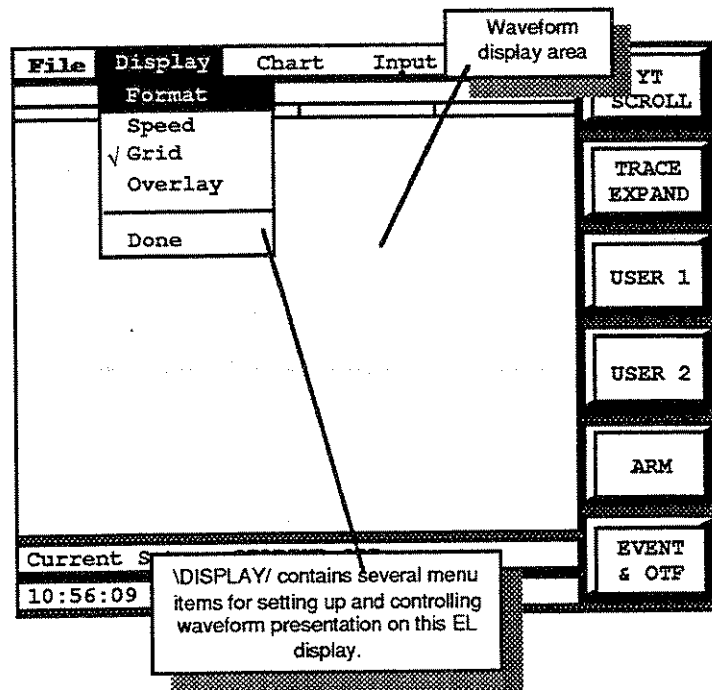 Waveform
display area
File Display Chart Input
YT
SCROLL
Format
Speed
√ Grid
Overlay
Done
TRACE
EXPAND
USER 1
USER 2
ARM
EVENT
& OTF
Current
10:56:09
\DISPLAY/ contains several menu
items for setting up and controlling
waveform presentation on this EL
display.